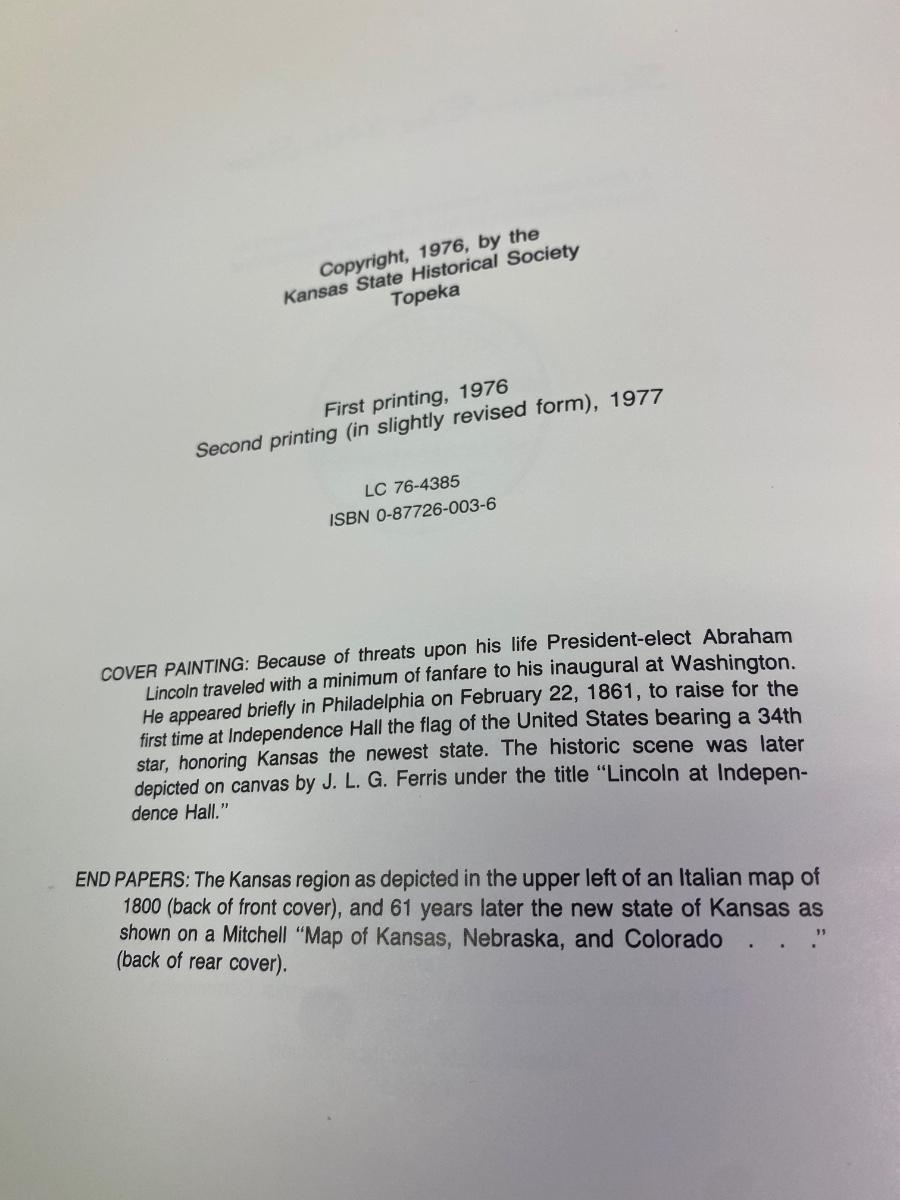 Copyright, 1976, by the
Kansas State Historical Society
Topeka
First printing, 1976
Second printing (in slightly revised form), 1977
LC 76-4385
ISBN 0-87726-003-6
COVER PAINTING: Because of threats upon his life President-elect Abraham
Lincoln traveled with a minimum of fanfare to his inaugural at Washington.
He appeared briefly in Philadelphia on February 22, 1861, to raise for the
first time at Independence Hall the flag of the United States bearing a 34th
star, honoring Kansas the newest state. The historic scene was later
depicted on canvas by J. L. G. Ferris under the title “Lincoln at Indepen-
dence Hall.”
END PAPERS: The Kansas region as depicted in the upper left of an Italian map of
1800 (back of front cover), and 61 years later the new state of Kansas as
shown on a Mitchell “Map of Kansas, Nebraska, and Colorado . . .”
(back of rear cover).